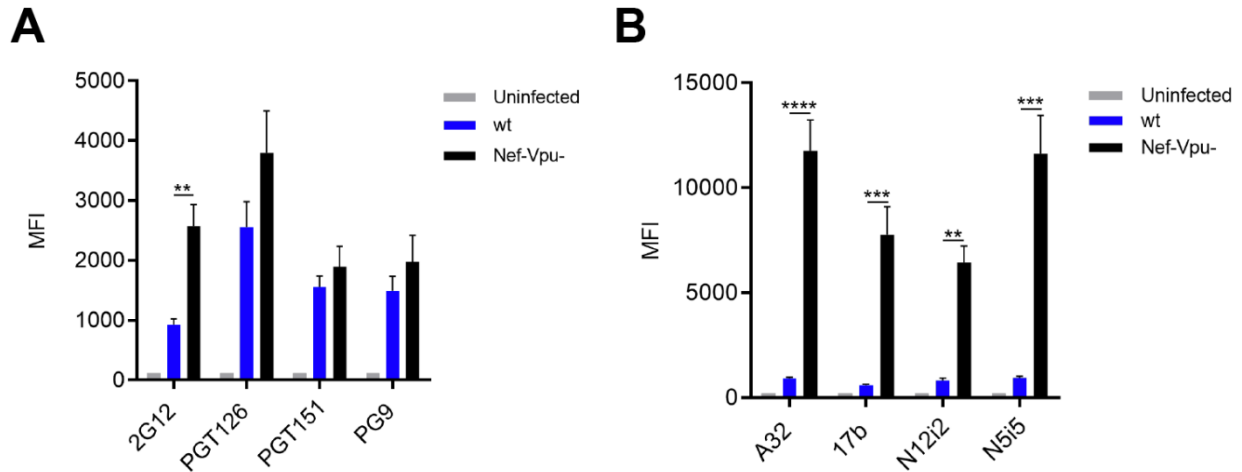 A
B
MFI
5000
4000
3000
2000
1000
0
**
2G12
PGT126
PGT151
PG9
Uninfected
wt
Nef-Vpu-
MFI
15000
10000
5000
0
****
***
**
***
A32
17b
N12i2
N5i5
Uninfected
wt
Nef-Vpu-